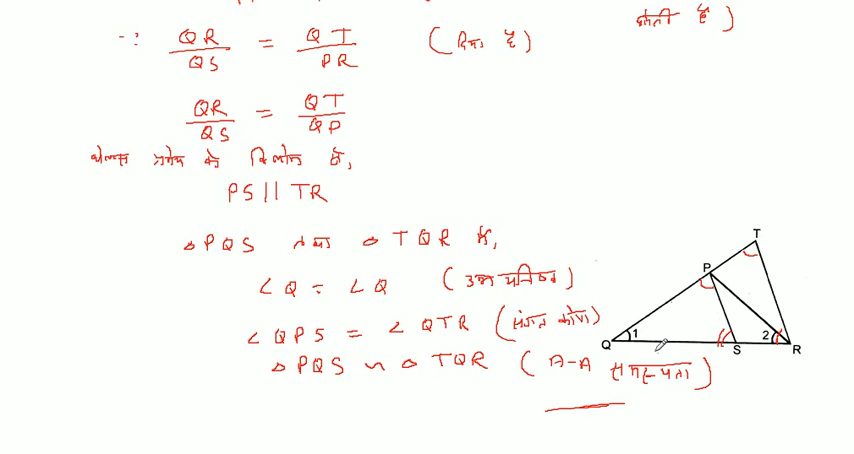 होती है)
∵ QR/QS = QT/PR (दिया है)
QR/QS = QT/QP
थेल्स प्रमेय के विलोम से,
PS || TR
△PQS तथा △TQR में,
∠Q = ∠Q (उभयनिष्ठ)
∠QPS = ∠QTR (संगत कोण)
△PQS ~ △TQR (A-A समरूपता)
T
P
Q 1 S 2 R